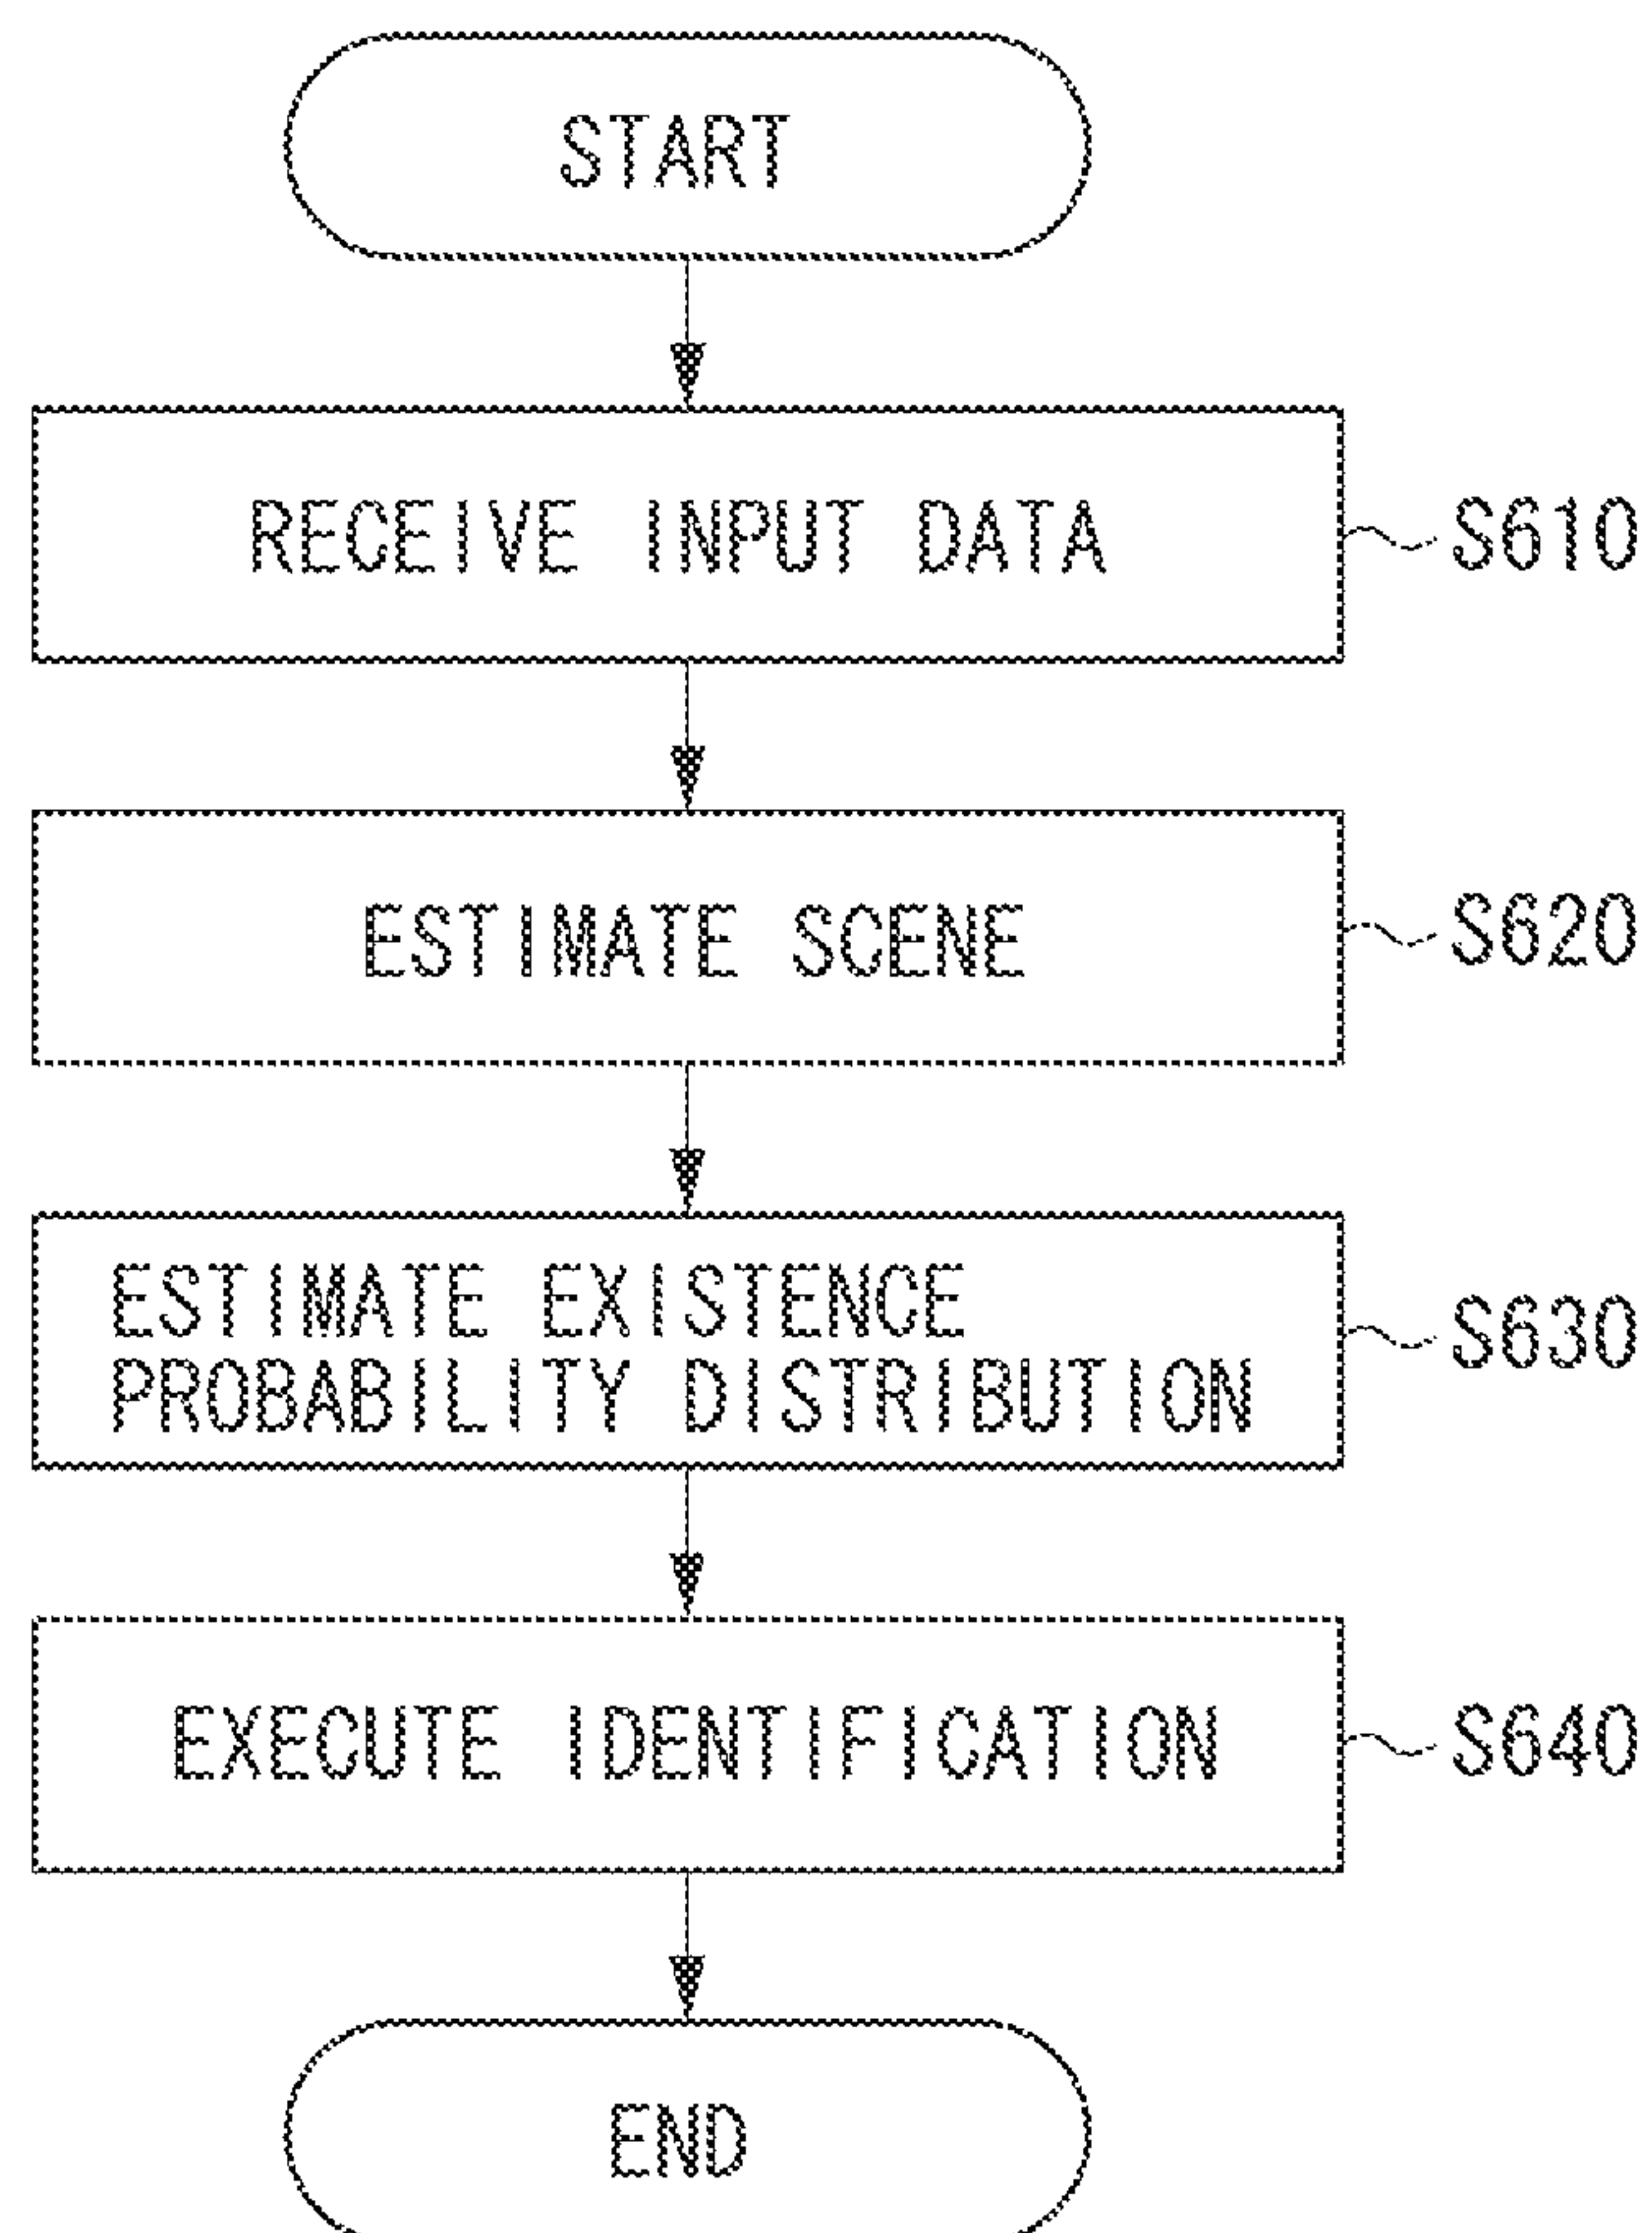 START
RECEIVE INPUT DATA
S610
ESTIMATE SCENE
S620
ESTIMATE EXISTENCE
PROBABILITY DISTRIBUTION
S630
EXECUTE IDENTIFICATION
S640
END